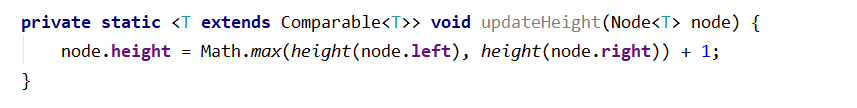 private static <T extends Comparable<T>> void updateHeight(Node<T> node) {
    node.height = Math.max(height(node.left), height(node.right)) + 1;
}